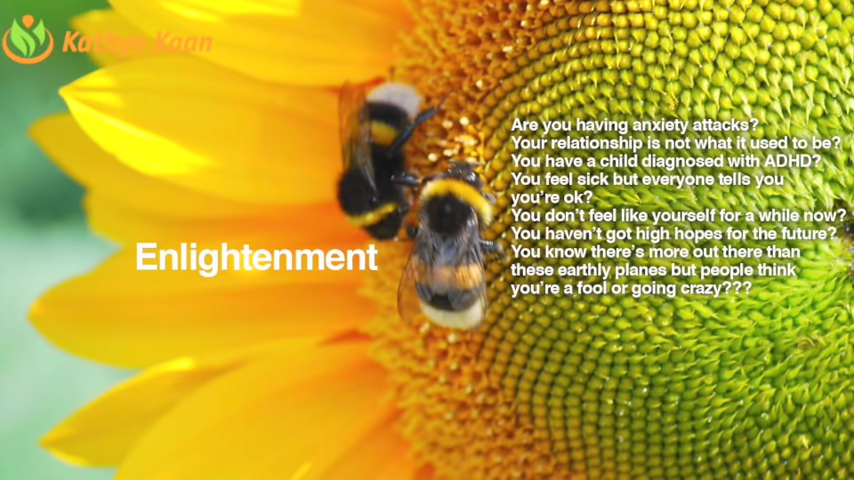 Kathya Kaan
Enlightenment
Are you having anxiety attacks?
Your relationship is not what it used to be?
You have a child diagnosed with ADHD?
You feel sick but everyone tells you
you're ok?
You don't feel like yourself for a while now?
You haven't got high hopes for the future?
You know there's more out there than
these earthly planes but people think
you're a fool or going crazy???